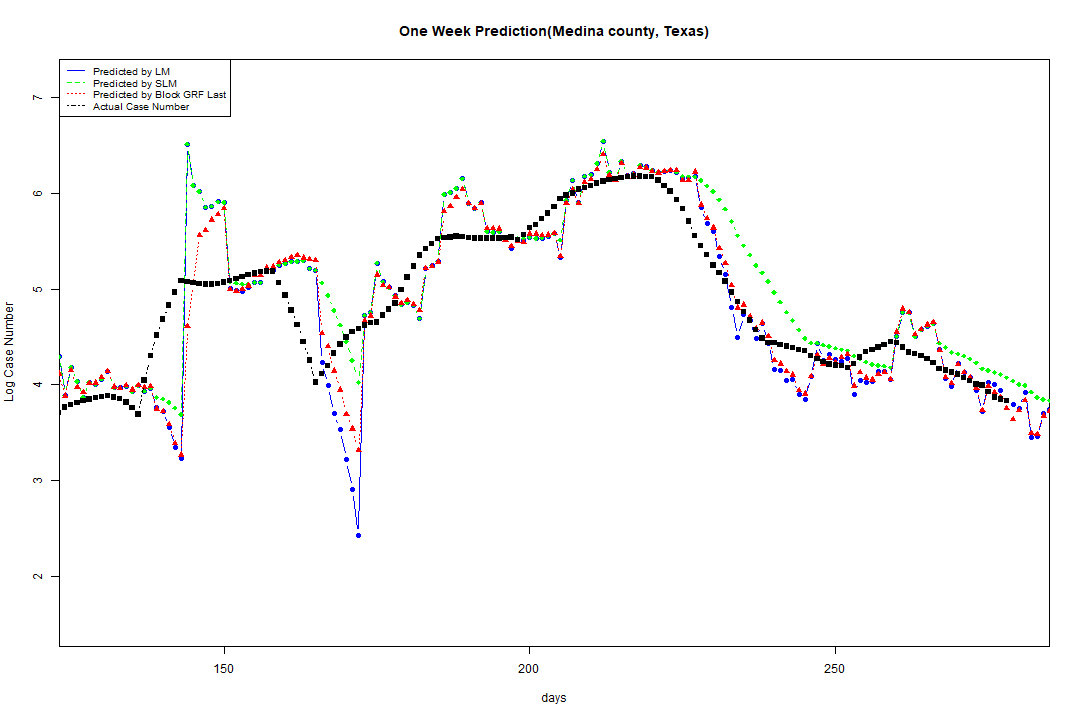 One Week Prediction(Medina county, Texas)
Predicted by LM
Predicted by SLM
Predicted by Block GRF Last
Actual Case Number
7
6
5
4
3
2
Log Case Number
150
200
250
days